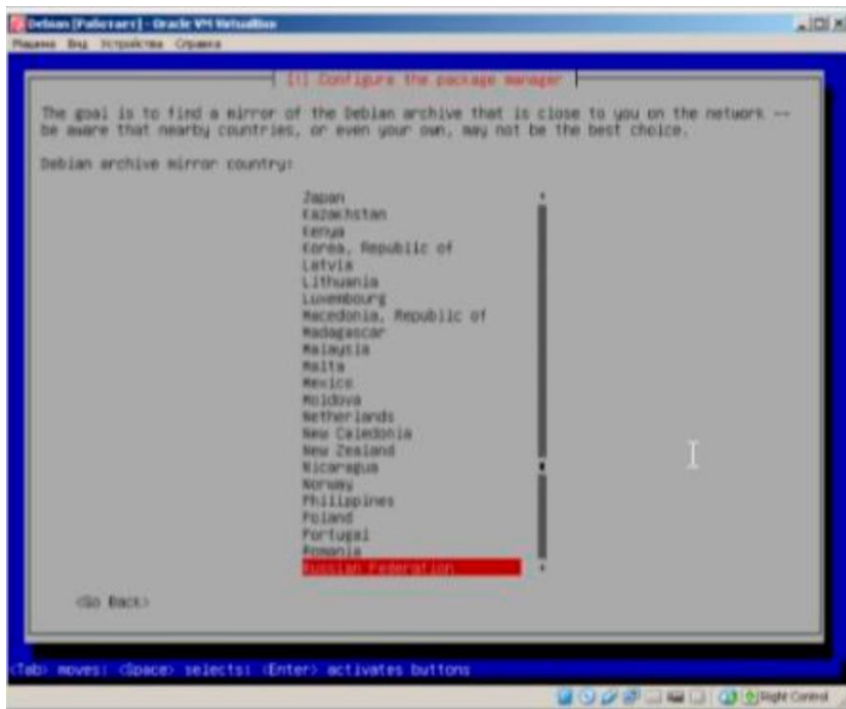 Debian [Работает] - Oracle VM VirtualBox
Машина Вид Устройства Справка
[!] Configure the package manager
The goal is to find a mirror of the Debian archive that is close to you on the network --
be aware that nearby countries, or even your own, may not be the best choice.
Debian archive mirror country:
Japan
Kazakhstan
Kenya
Korea, Republic of
Latvia
Lithuania
Luxembourg
Macedonia, Republic of
Madagascar
Malaysia
Malta
Mexico
Moldova
Netherlands
New Caledonia
New Zealand
Nicaragua
Norway
Philippines
Poland
Portugal
Romania
Russian Federation
<Go Back>
<Tab> moves; <Space> selects; <Enter> activates buttons
Right Control